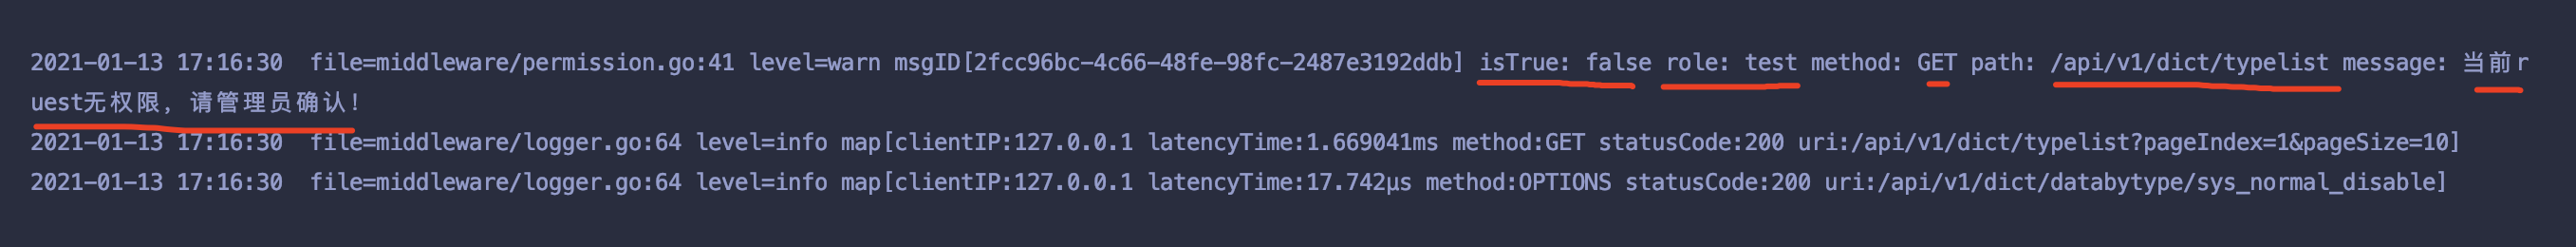 2021-01-13 17:16:30  file=middleware/permission.go:41 level=warn msgID[2fcc96bc-4c66-48fe-98fc-2487e3192ddb] isTrue: false role: test method: GET path: /api/v1/dict/typelist message: 当前r
uest无权限，请管理员确认！
2021-01-13 17:16:30  file=middleware/logger.go:64 level=info map[clientIP:127.0.0.1 latencyTime:1.669041ms method:GET statusCode:200 uri:/api/v1/dict/typelist?pageIndex=1&pageSize=10]
2021-01-13 17:16:30  file=middleware/logger.go:64 level=info map[clientIP:127.0.0.1 latencyTime:17.742µs method:OPTIONS statusCode:200 uri:/api/v1/dict/databytype/sys_normal_disable]